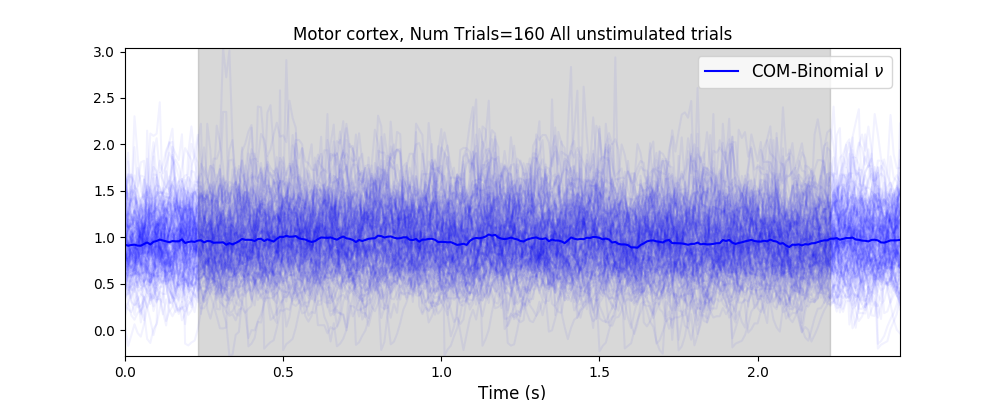 Motor cortex, Num Trials=160 All unstimulated trials
COM-Binomial ν
3.0
2.5
2.0
1.5
1.0
0.5
0.0
0.0 0.5 1.0 1.5 2.0
Time (s)